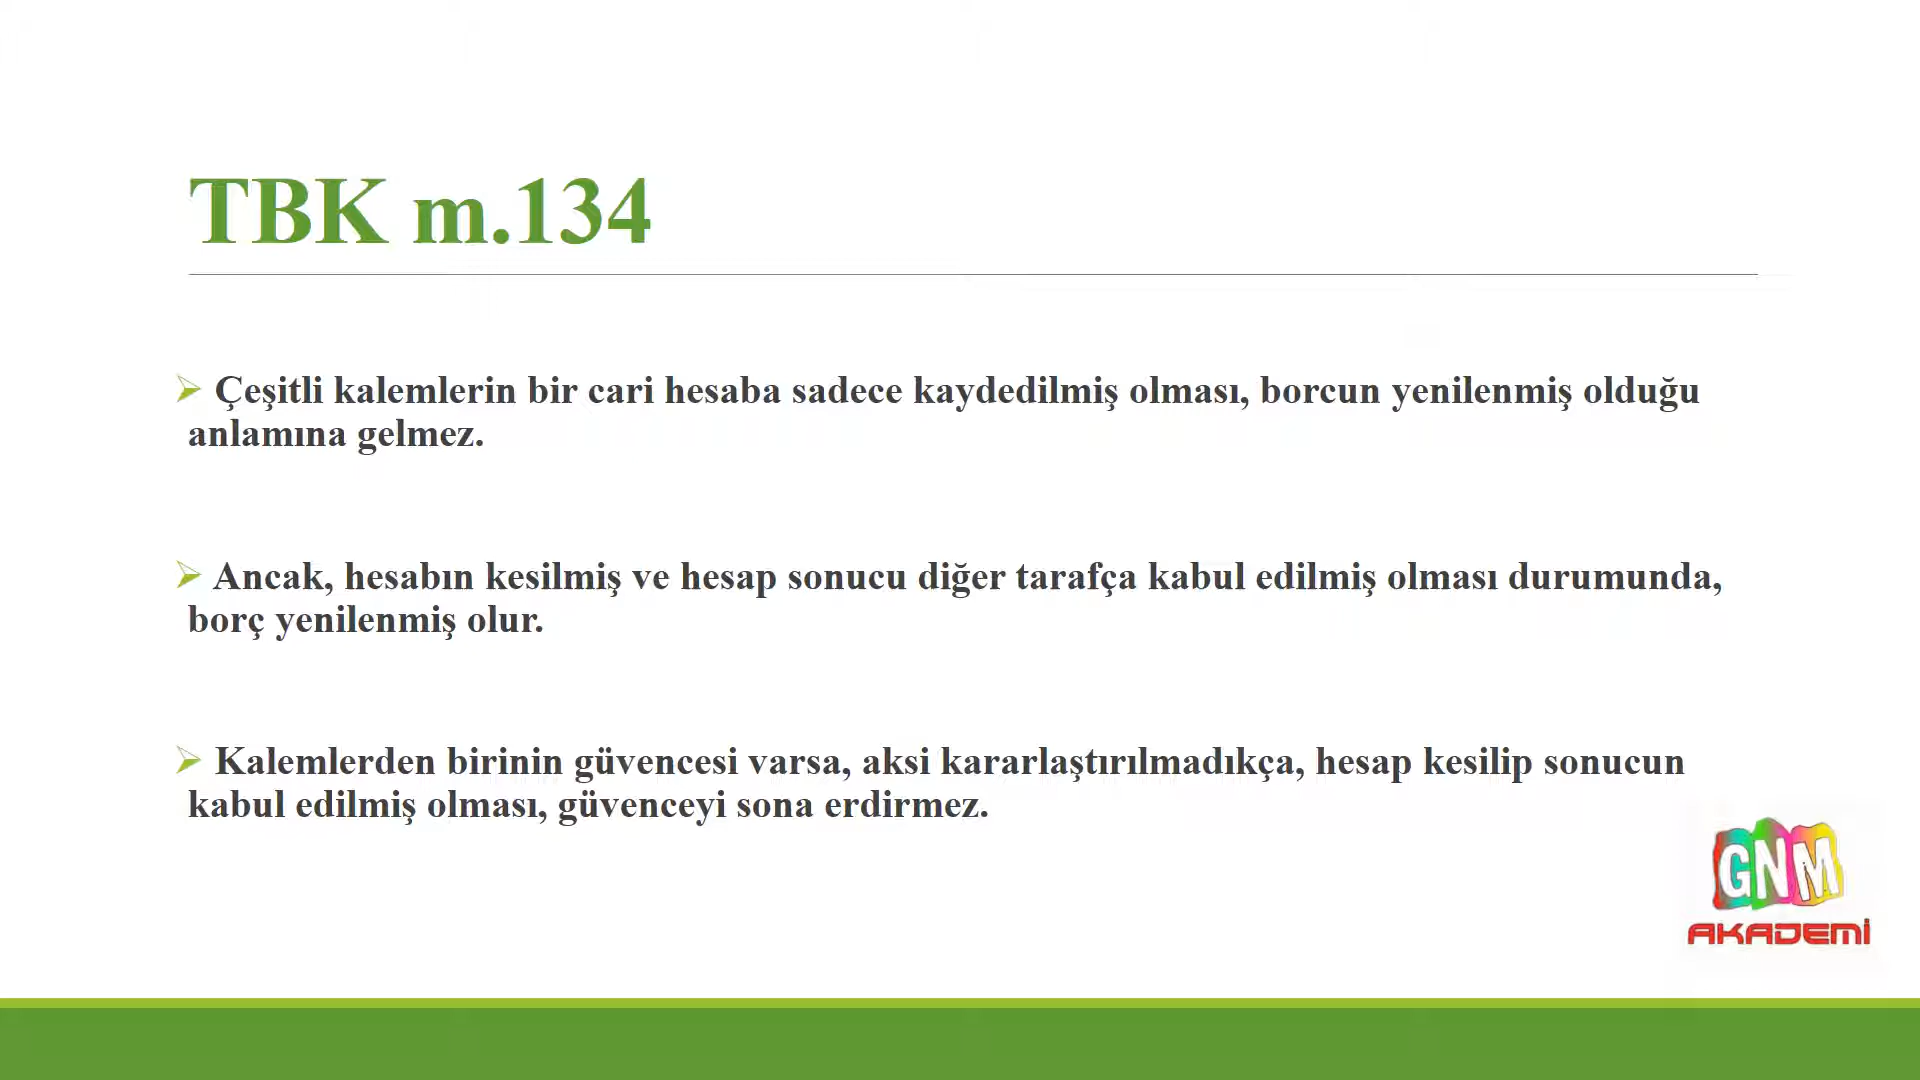 TBK m.134
Çeşitli kalemlerin bir cari hesaba sadece kaydedilmiş olması, borcun yenilenmiş olduğu
anlamına gelmez.
Ancak, hesabın kesilmiş ve hesap sonucu diğer tarafça kabul edilmiş olması durumunda,
borç yenilenmiş olur.
Kalemlerden birinin güvencesi varsa, aksi kararlaştırılmadıkça, hesap kesilip sonucun
kabul edilmiş olması, güvenceyi sona erdirmez.
GNM
AKADEMİ